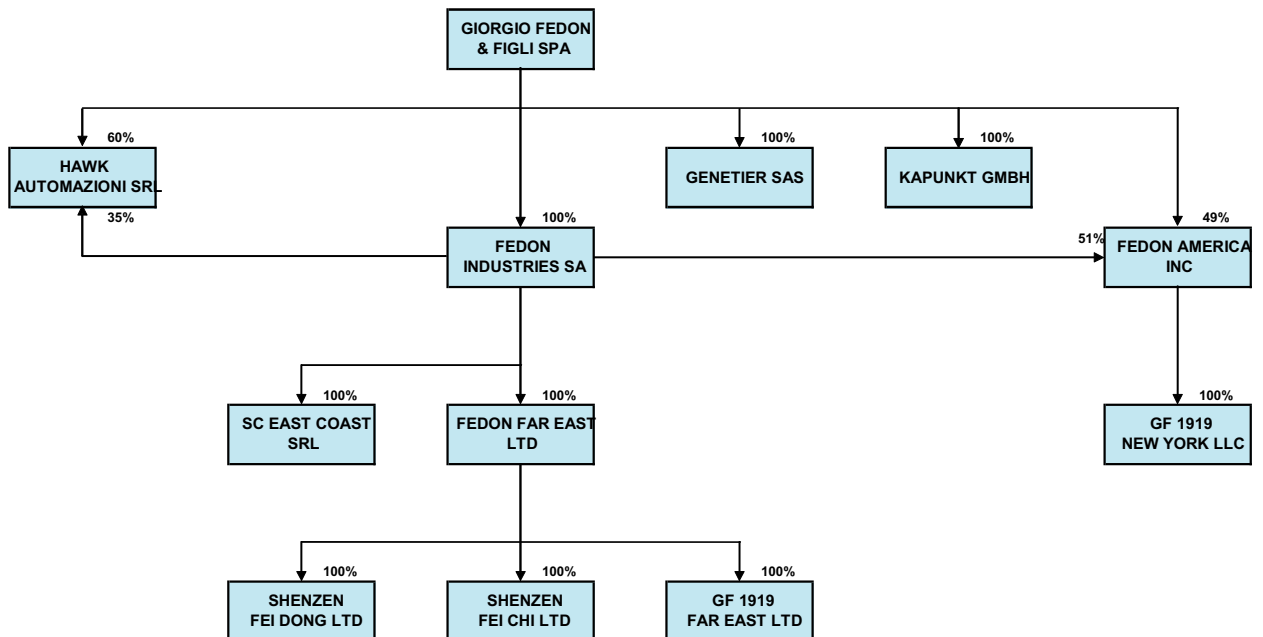 GIORGIO FEDON
& FIGLI SPA
60%
100%
100%
HAWK
AUTOMAZIONI SRL
GENETIER SAS
KAPUNKT GMBH
35%
100%
49%
FEDON
INDUSTRIES SA
51%
FEDON AMERICA
INC
100%
100%
100%
SC EAST COAST
SRL
FEDON FAR EAST
LTD
GF 1919
NEW YORK LLC
100%
100%
100%
SHENZEN
FEI DONG LTD
SHENZEN
FEI CHI LTD
GF 1919
FAR EAST LTD